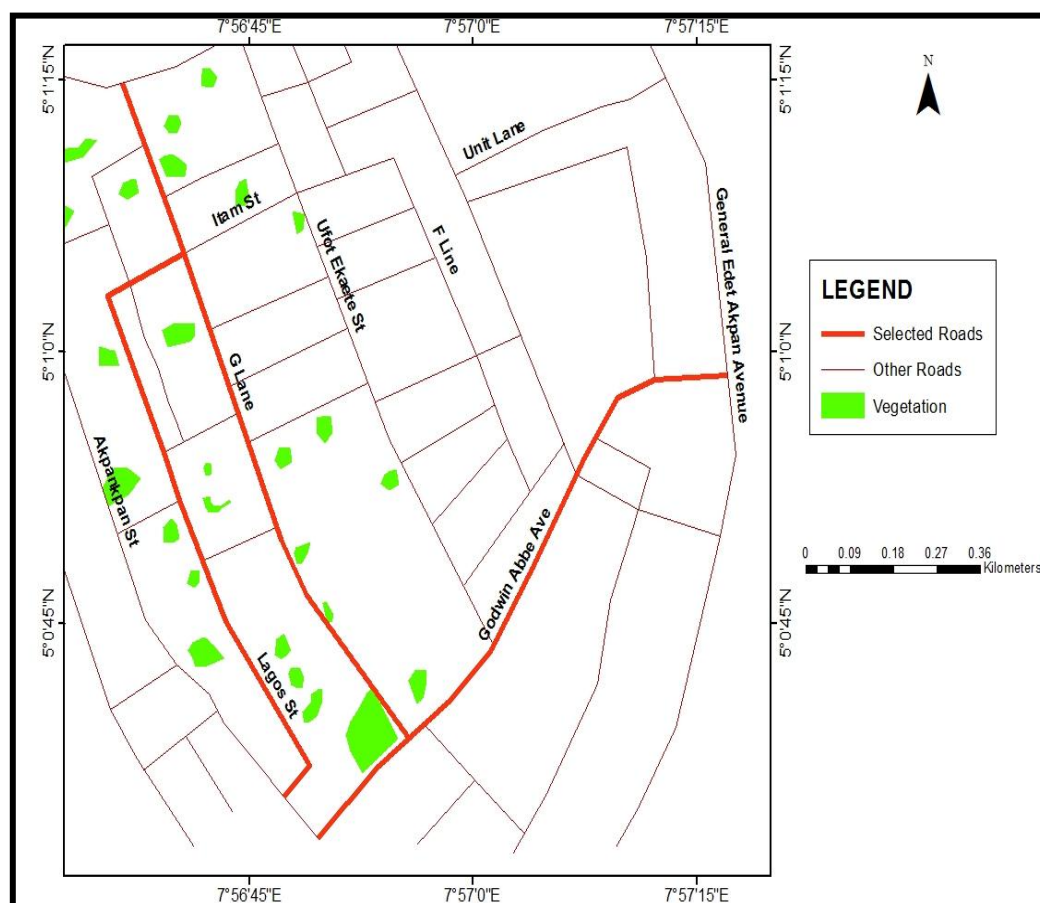 7°56'45"E
7°57'0"E
7°57'15"E
5°1'15"N
5°1'15"N
N
Unit Lane
Itam St
Ufot Ekaete St
F Line
General Edet Akpan Avenue
LEGEND
Selected Roads
Other Roads
Vegetation
5°1'0"N
5°1'0"N
G Lane
Akpankpan St
Godwin Abbe Ave
0 0.09 0.18 0.27 0.36
Kilometers
5°0'45"N
5°0'45"N
Lagos St
7°56'45"E
7°57'0"E
7°57'15"E